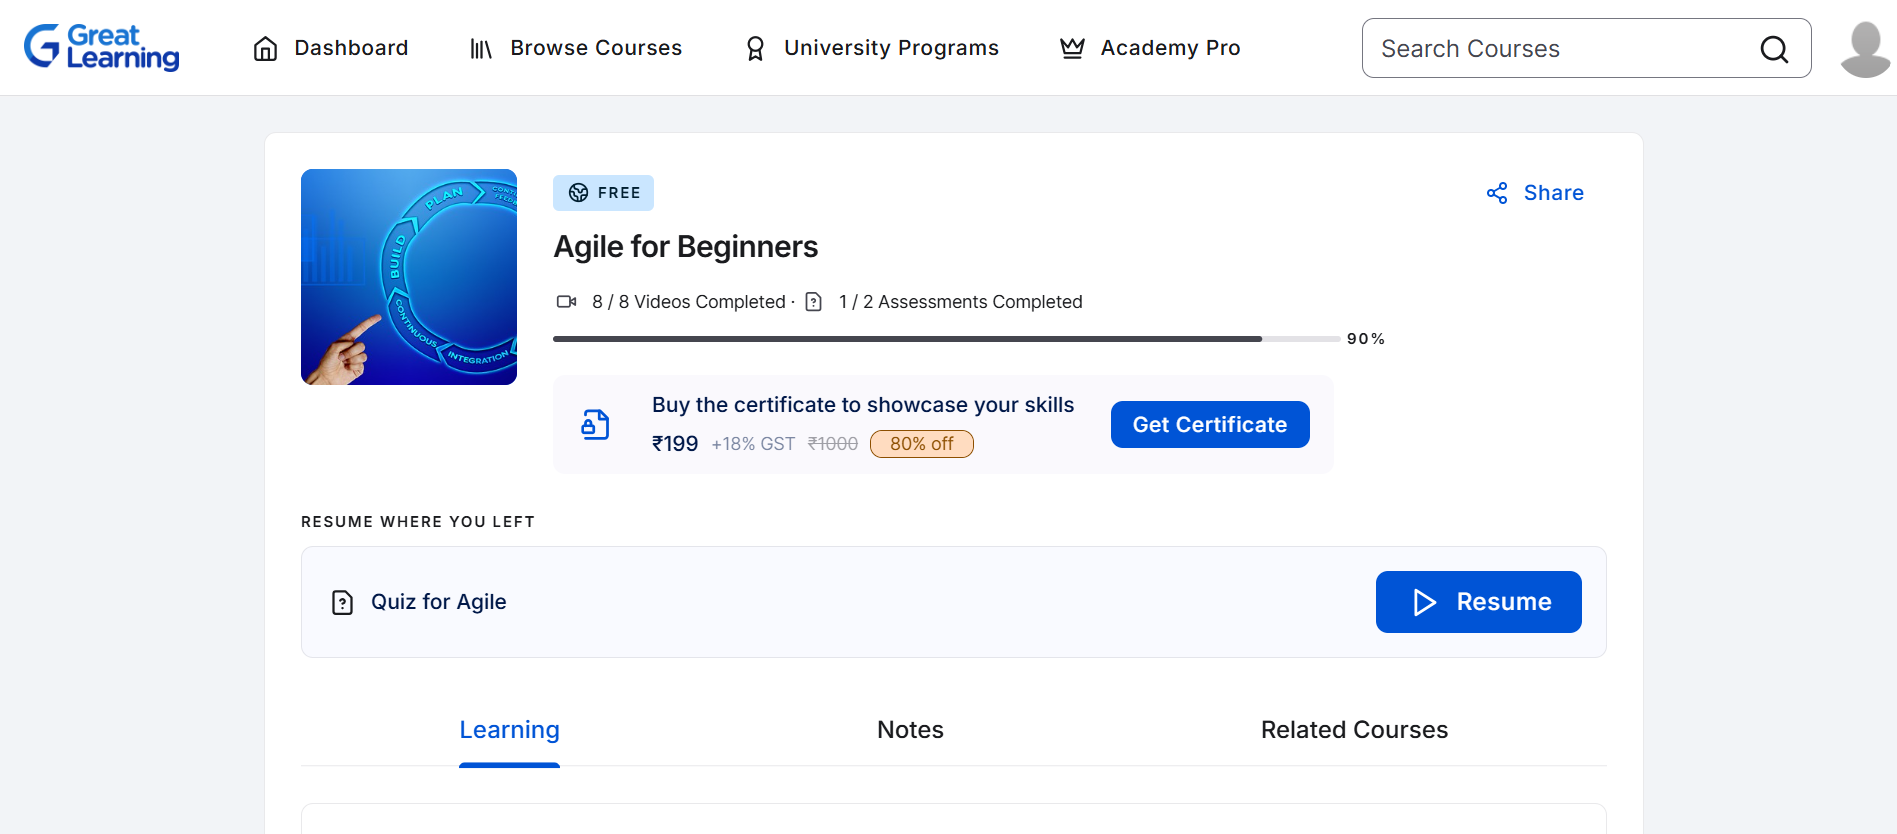 Great Learning
Dashboard
Browse Courses
University Programs
Academy Pro
Search Courses
PLAN
BUILD
CONTINUOUS
INTEGRATION
FREE
Share
Agile for Beginners
8 / 8 Videos Completed · 1 / 2 Assessments Completed
90%
Buy the certificate to showcase your skills
₹199 +18% GST ₹1000 80% off
Get Certificate
RESUME WHERE YOU LEFT
Quiz for Agile
Resume
Learning
Notes
Related Courses